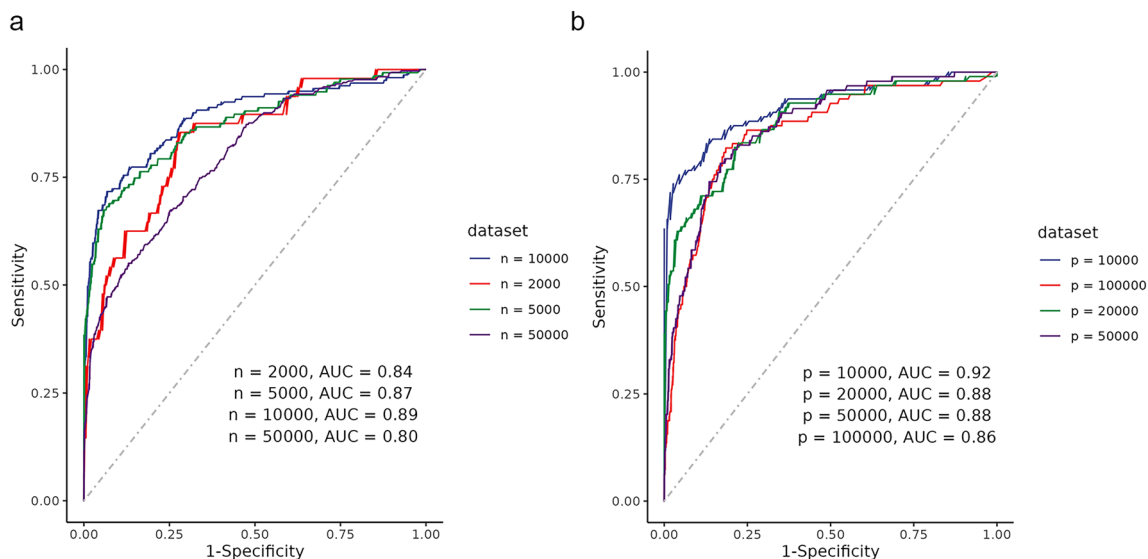 a
Sensitivity
1.00
0.75
0.50
0.25
0.00
0.00 0.25 0.50 0.75 1.00
1-Specificity
n = 2000, AUC = 0.84
n = 5000, AUC = 0.87
n = 10000, AUC = 0.89
n = 50000, AUC = 0.80
dataset
n = 10000
n = 2000
n = 5000
n = 50000
b
Sensitivity
1.00
0.75
0.50
0.25
0.00
0.00 0.25 0.50 0.75 1.00
1-Specificity
p = 10000, AUC = 0.92
p = 20000, AUC = 0.88
p = 50000, AUC = 0.88
p = 100000, AUC = 0.86
dataset
p = 10000
p = 100000
p = 20000
p = 50000